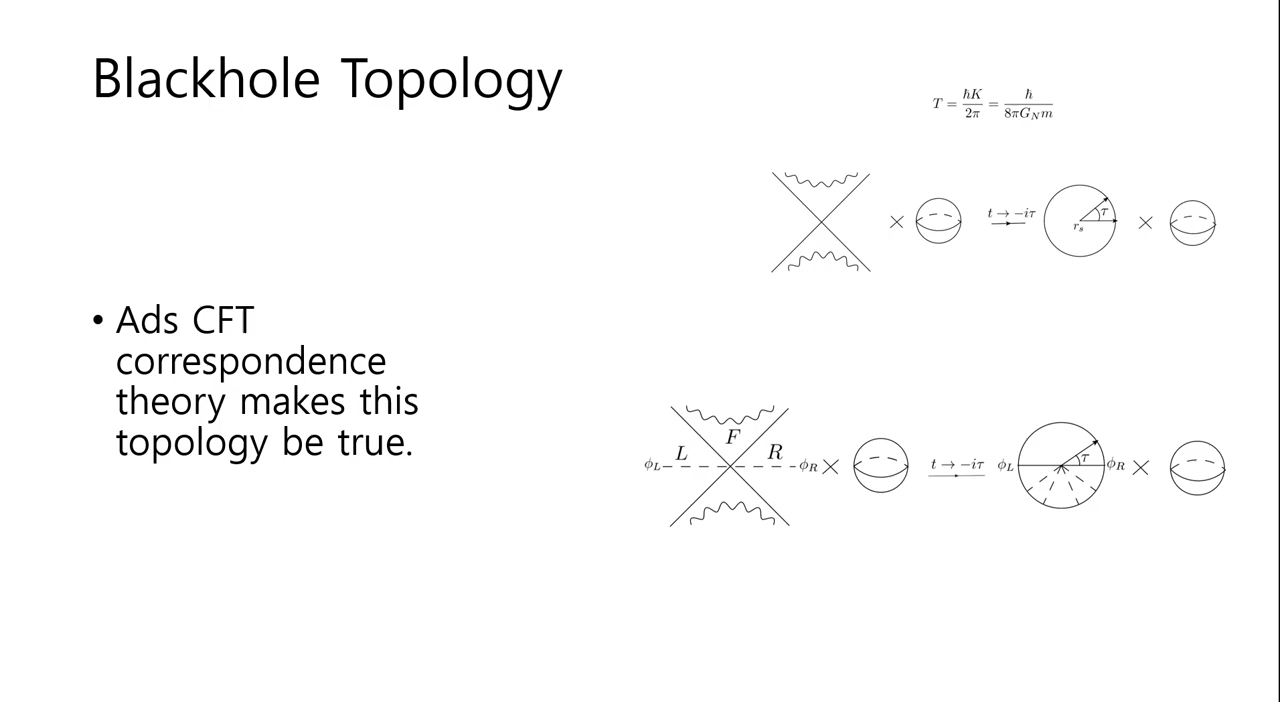 Blackhole Topology
T = ħK/2π = ħ/8πG_N m
× t → −iτ τ r_s ×
• Ads CFT
correspondence
theory makes this
topology be true.
F
L R
ϕ_L ϕ_R × t → −iτ ϕ_L τ ϕ_R ×